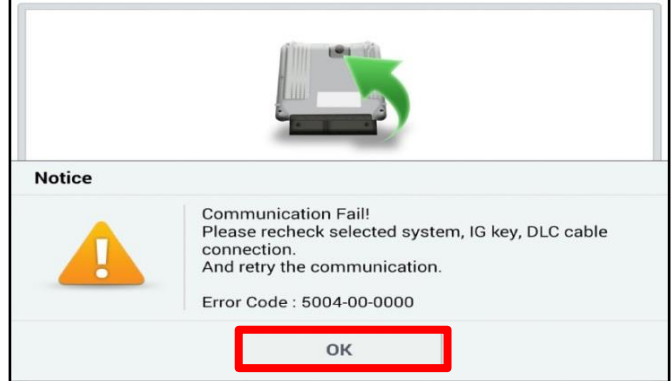 Notice
Communication Fail!
Please recheck selected system, IG key, DLC cable
connection.
And retry the communication.
Error Code : 5004-00-0000
OK